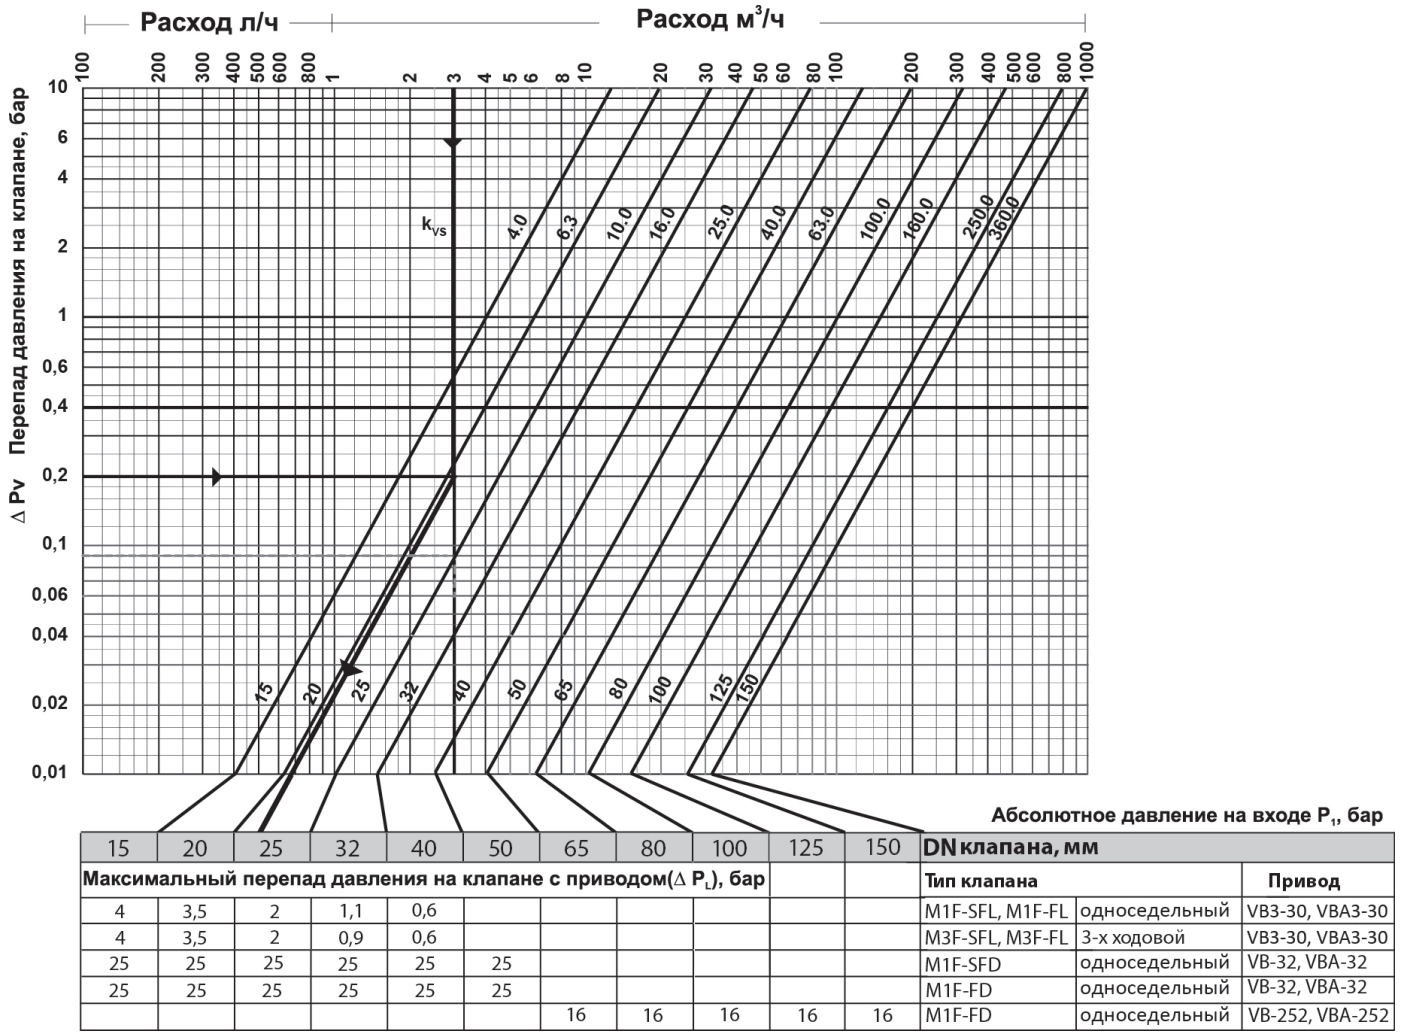 Расход л/ч Расход м³/ч
100 200 300 400 500 600 800 1 2 3 4 5 6 8 10 20 30 40 50 60 80 100 200 300 400 500 600 800 1000
Δ Pv Перепад давления на клапане, бар
10
6
4
2
1
0,6
0,4
0,2
0,1
0,06
0,04
0,02
0,01
kvs
4.0 6.3 10.0 16.0 25.0 40.0 63.0 100.0 160.0 250.0 360.0
15 20 25 32 40 50 65 80 100 125 150
Абсолютное давление на входе P₁, бар
15 20 25 32 40 50 65 80 100 125 150 DN клапана, мм
Максимальный перепад давления на клапане с приводом(Δ PL), бар Тип клапана Привод
4 3,5 2 1,1 0,6 M1F-SFL, M1F-FL односедельный VB3-30, VBA3-30
4 3,5 2 0,9 0,6 M3F-SFL, M3F-FL 3-х ходовой VB3-30, VBA3-30
25 25 25 25 25 25 M1F-SFD односедельный VB-32, VBA-32
25 25 25 25 25 25 M1F-FD односедельный VB-32, VBA-32
16 16 16 16 16 M1F-FD односедельный VB-252, VBA-252